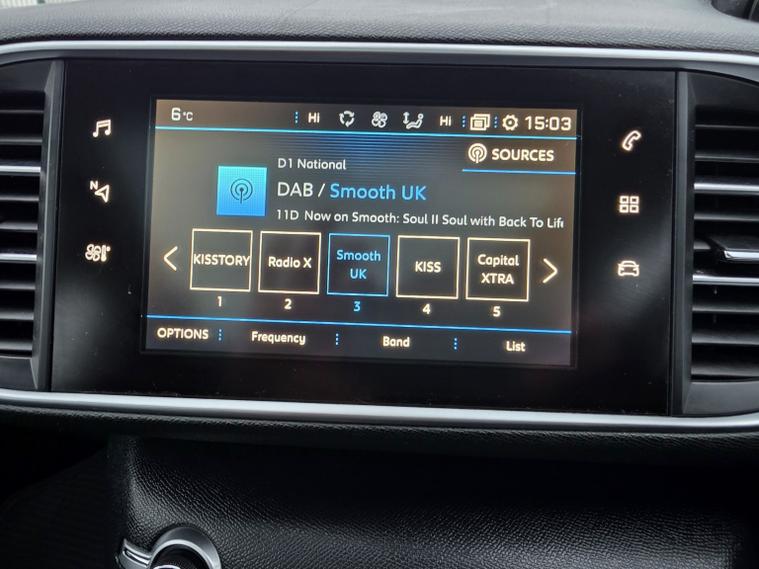 6°C Hi Hi 15:03
SOURCES
D1 National
DAB / Smooth UK
11D Now on Smooth: Soul II Soul with Back To Life
KISSTORY
Radio X
Smooth
UK
KISS
Capital
XTRA
1 2 3 4 5
OPTIONS Frequency Band List
N